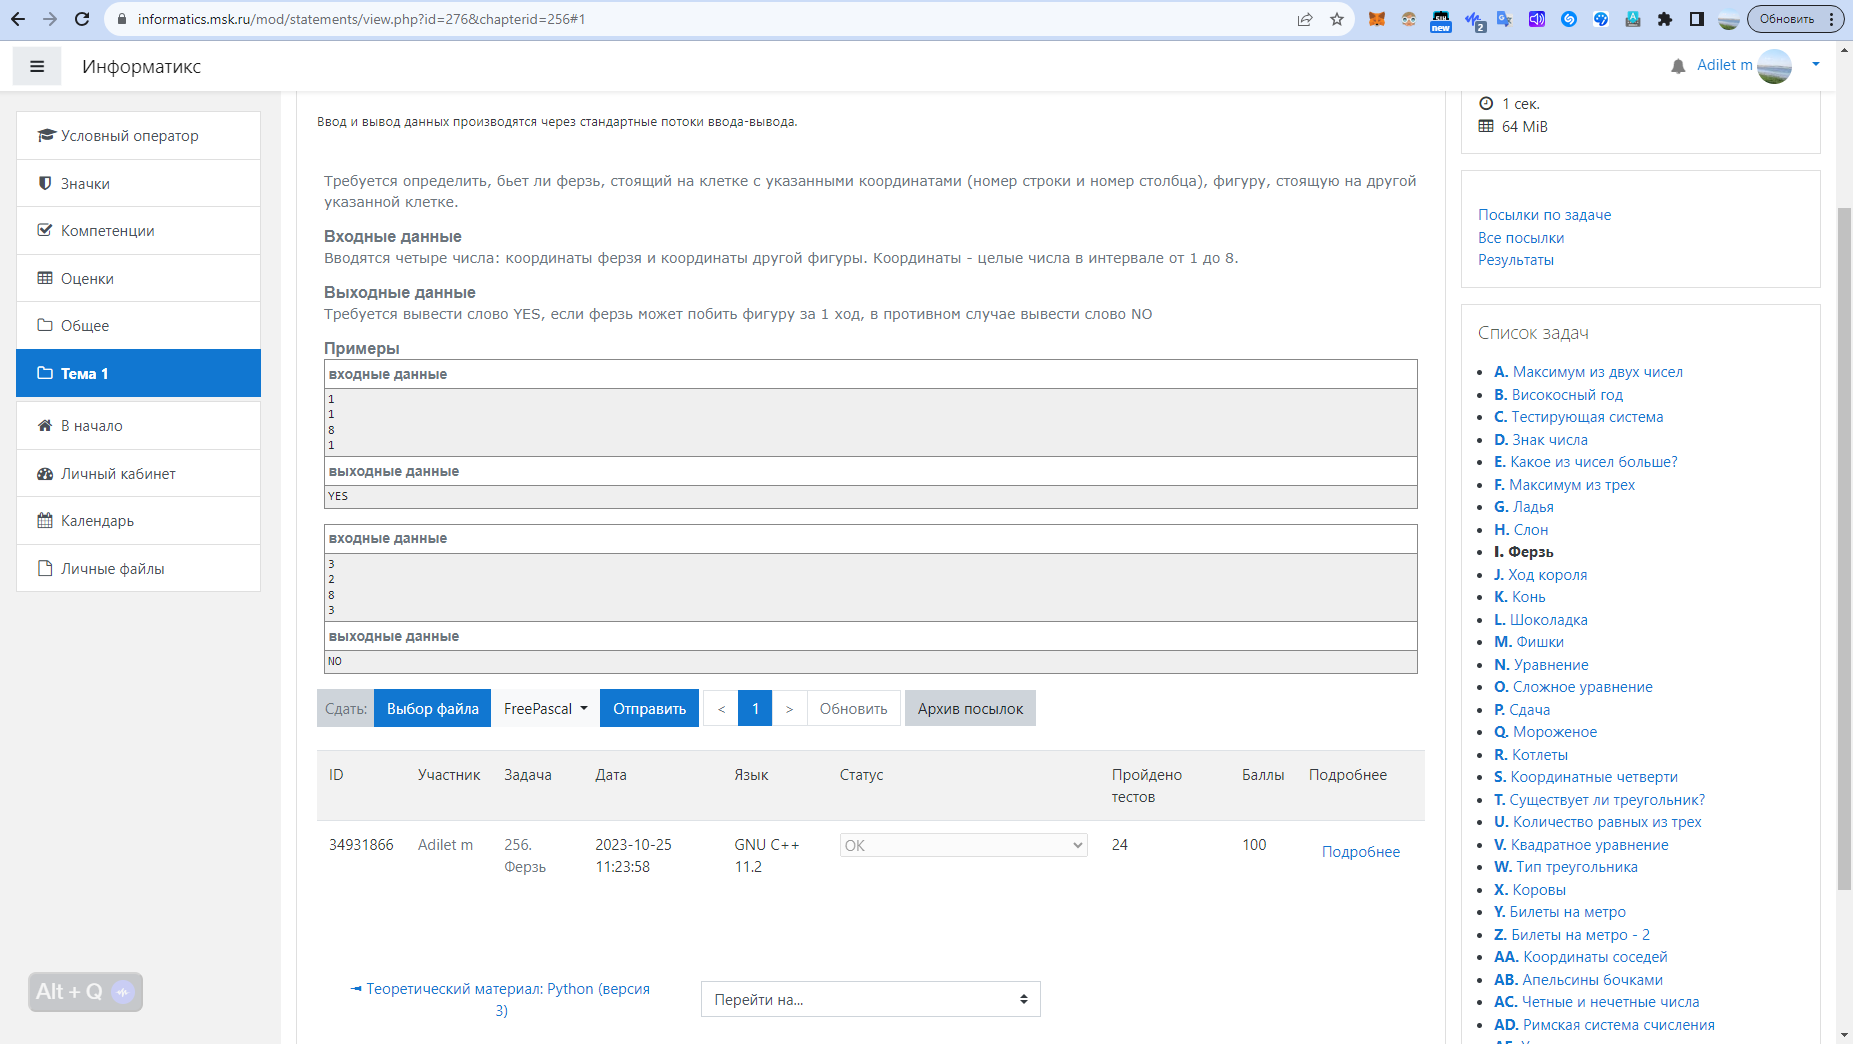 informatics.msk.ru/mod/statements/view.php?id=276&chapterid=256#1
new
2
Обновить
Информатикс
Adilet m
Условный оператор
Значки
Компетенции
Оценки
Общее
Тема 1
В начало
Личный кабинет
Календарь
Личные файлы
Alt + Q
Ввод и вывод данных производятся через стандартные потоки ввода-вывода.
Требуется определить, бьет ли ферзь, стоящий на клетке с указанными координатами (номер строки и номер столбца), фигуру, стоящую на другой
указанной клетке.
Входные данные
Вводятся четыре числа: координаты ферзя и координаты другой фигуры. Координаты - целые числа в интервале от 1 до 8.
Выходные данные
Требуется вывести слово YES, если ферзь может побить фигуру за 1 ход, в противном случае вывести слово NO
Примеры
входные данные
1
1
8
1
выходные данные
YES
входные данные
3
2
8
3
выходные данные
NO
Сдать: Выбор файла FreePascal Отправить < 1 > Обновить Архив посылок
ID Участник Задача Дата Язык Статус Пройдено тестов Баллы Подробнее
34931866 Adilet m 256. Ферзь 2023-10-25 11:23:58 GNU C++ 11.2 OK 24 100 Подробнее
Теоретический материал: Python (версия
3)
Перейти на...
1 сек.
64 MiB
Посылки по задаче
Все посылки
Результаты
Список задач
A. Максимум из двух чисел
B. Високосный год
C. Тестирующая система
D. Знак числа
E. Какое из чисел больше?
F. Максимум из трех
G. Ладья
H. Слон
I. Ферзь
J. Ход короля
K. Конь
L. Шоколадка
M. Фишки
N. Уравнение
O. Сложное уравнение
P. Сдача
Q. Мороженое
R. Котлеты
S. Координатные четверти
T. Существует ли треугольник?
U. Количество равных из трех
V. Квадратное уравнение
W. Тип треугольника
X. Коровы
Y. Билеты на метро
Z. Билеты на метро - 2
AA. Координаты соседей
AB. Апельсины бочками
AC. Четные и нечетные числа
AD. Римская система счисления